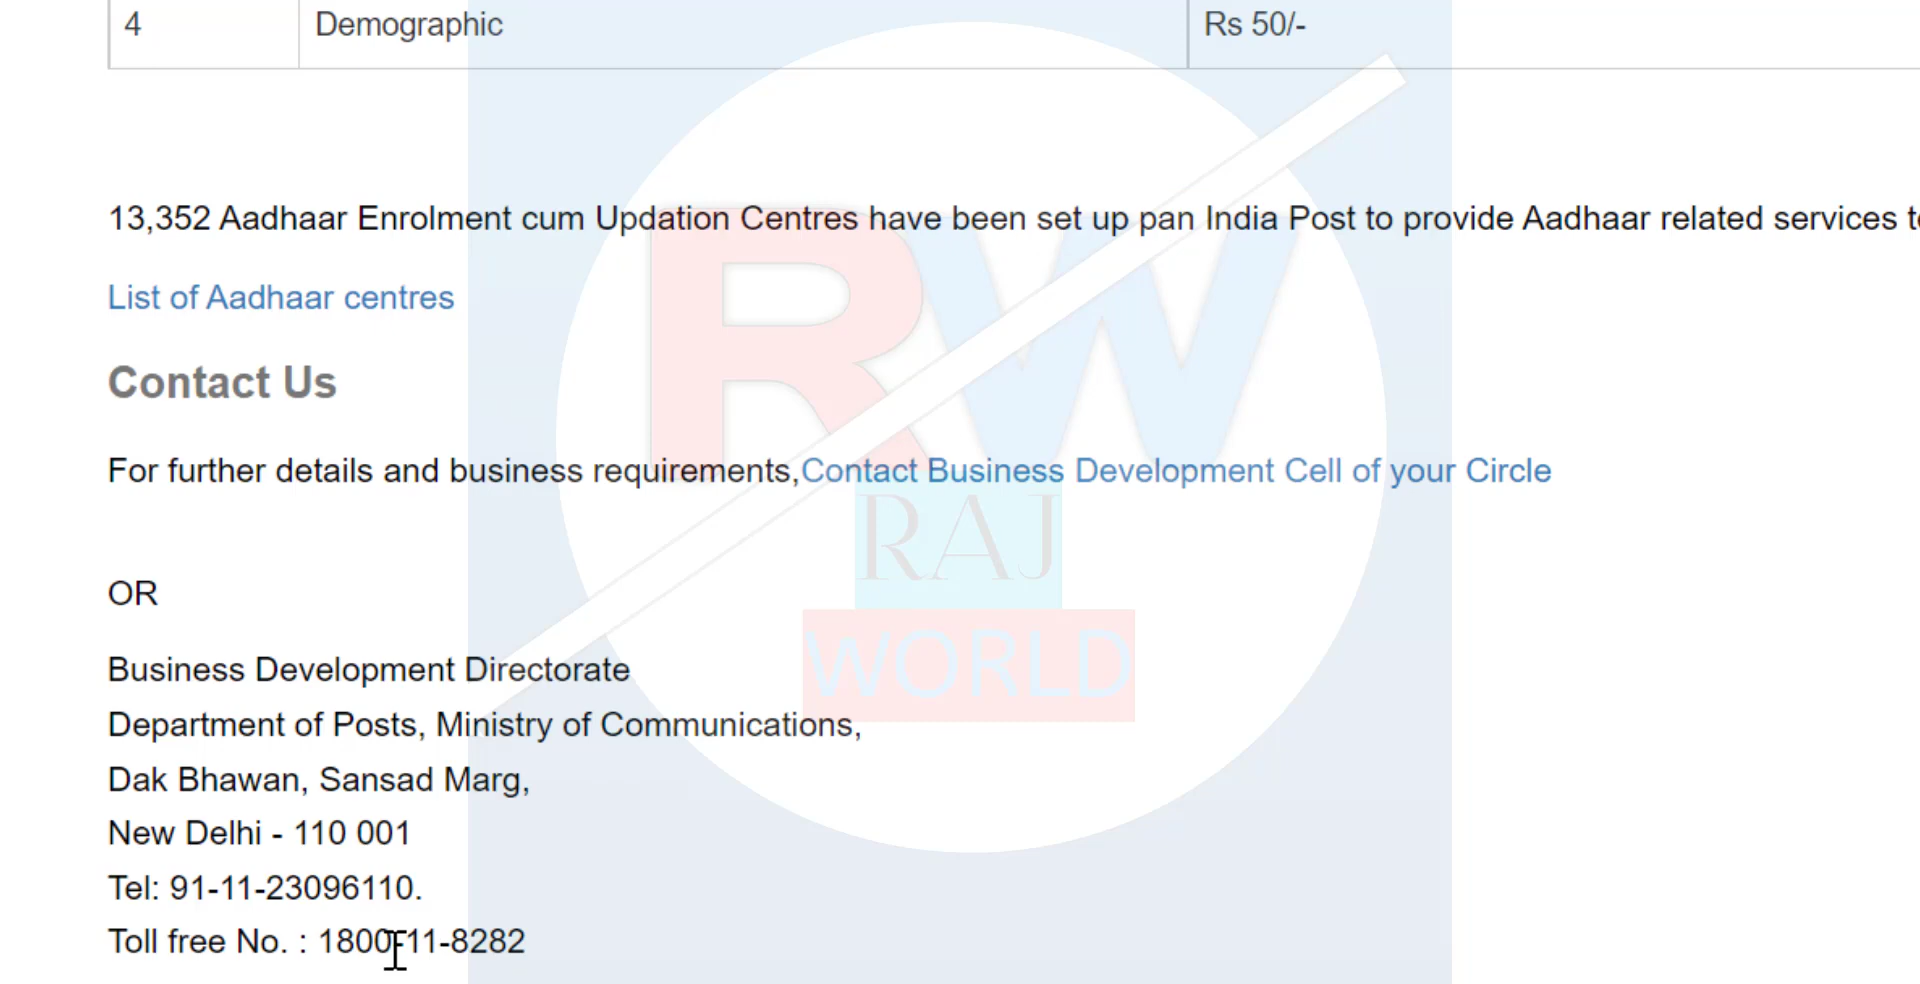 4 Demographic Rs 50/-
13,352 Aadhaar Enrolment cum Updation Centres have been set up pan India Post to provide Aadhaar related services
List of Aadhaar centres
Contact Us
For further details and business requirements,Contact Business Development Cell of your Circle
RW
RAJ
WORLD
OR
Business Development Directorate
Department of Posts, Ministry of Communications,
Dak Bhawan, Sansad Marg,
New Delhi - 110 001
Tel: 91-11-23096110.
Toll free No. : 1800-11-8282